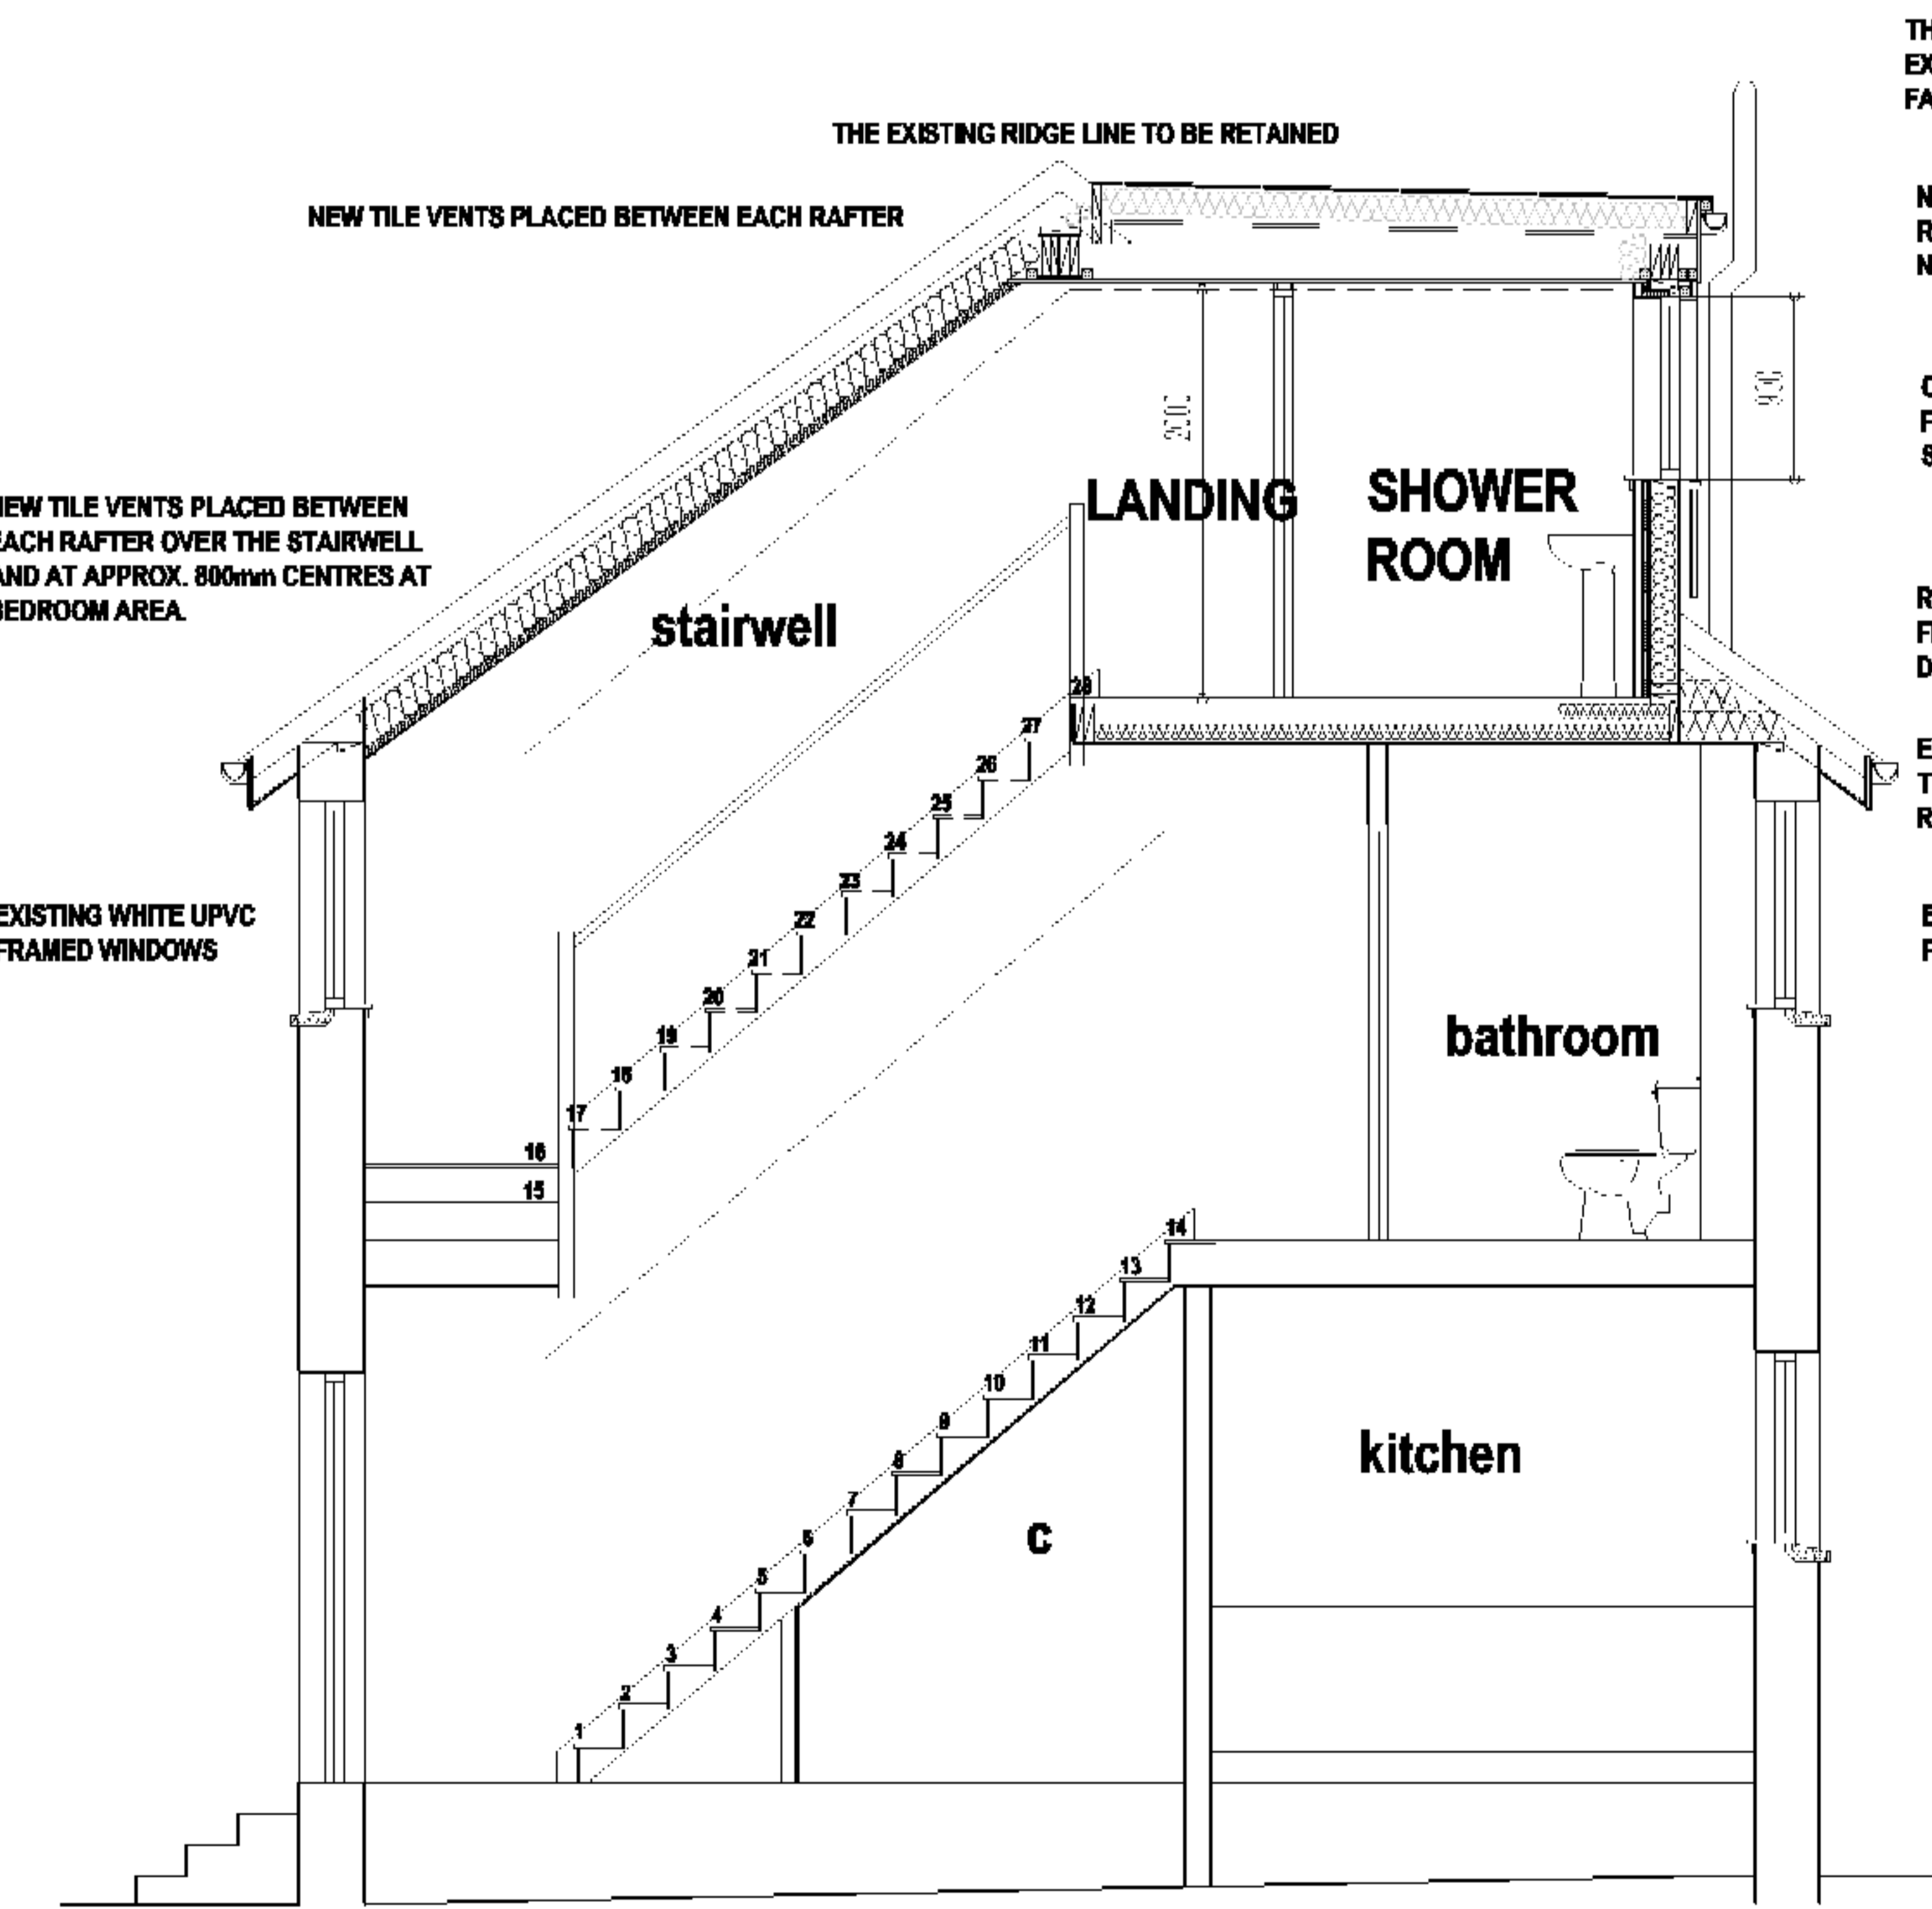 THE EXISTING RIDGE LINE TO BE RETAINED
NEW TILE VENTS PLACED BETWEEN EACH RAFTER
NEW TILE VENTS PLACED BETWEEN
EACH RAFTER OVER THE STAIRWELL
AND AT APPROX. 800mm CENTRES AT
BEDROOM AREA.
EXISTING WHITE UPVC
FRAMED WINDOWS
LANDING
SHOWER
ROOM
stairwell
28
27
26
25
24
23
22
21
20
19
18
17
16
15
bathroom
14
13
12
11
10
9
8
7
6
5
4
3
2
1
kitchen
c